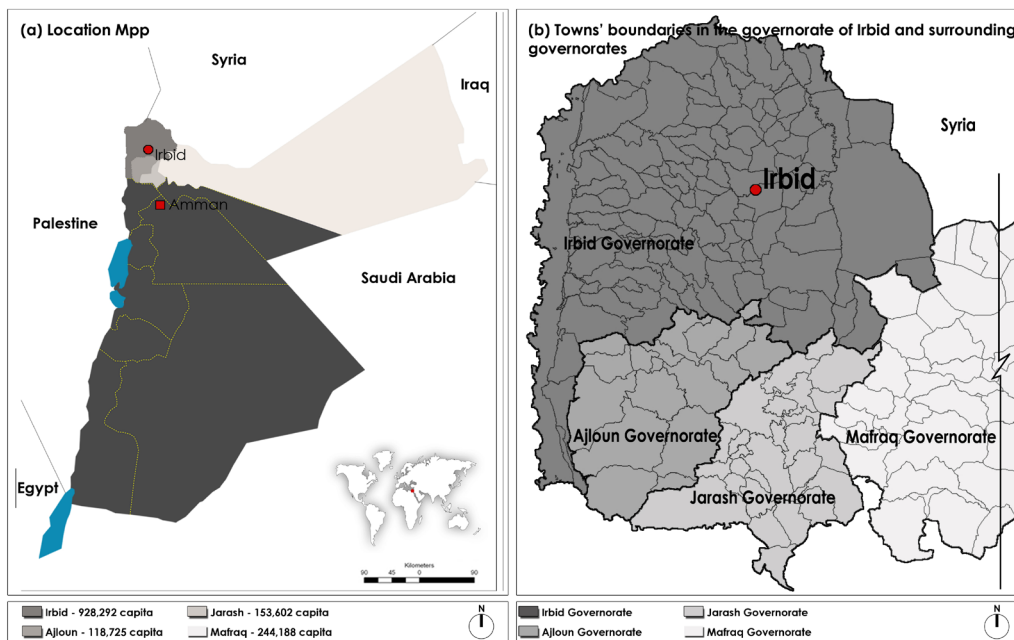 (a) Location Mpp
Syria
Iraq
Irbid
Amman
Palestine
Saudi Arabia
Egypt
Kilometers
90 45 0 90
Irbid - 928,292 capita
Jarash - 153,602 capita
Ajloun - 118,725 capita
Mafraq - 244,188 capita
N
(b) Towns' boundaries in the governorate of Irbid and surrounding
governorates
Syria
Irbid
Irbid Governorate
Ajloun Governorate
Mafraq Governorate
Jarash Governorate
Irbid Governorate
Jarash Governorate
Ajloun Governorate
Mafraq Governorate
N